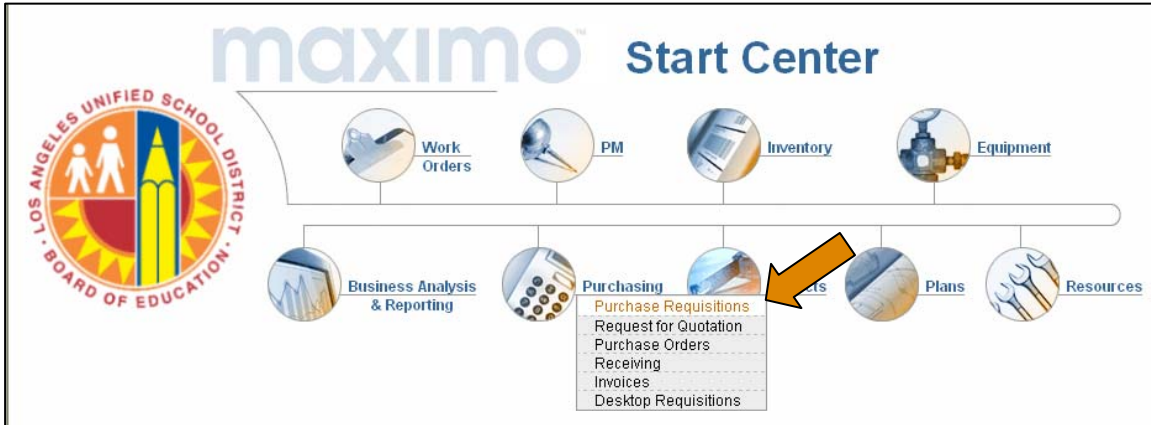 maximo™
Start Center
LOS ANGELES UNIFIED SCHOOL DISTRICT
• BOARD OF EDUCATION •
Work
Orders
PM
Inventory
Equipment
Business Analysis
& Reporting
Purchasing
Purchase Requisitions
Request for Quotation
Purchase Orders
Receiving
Invoices
Desktop Requisitions
Plans
Resources